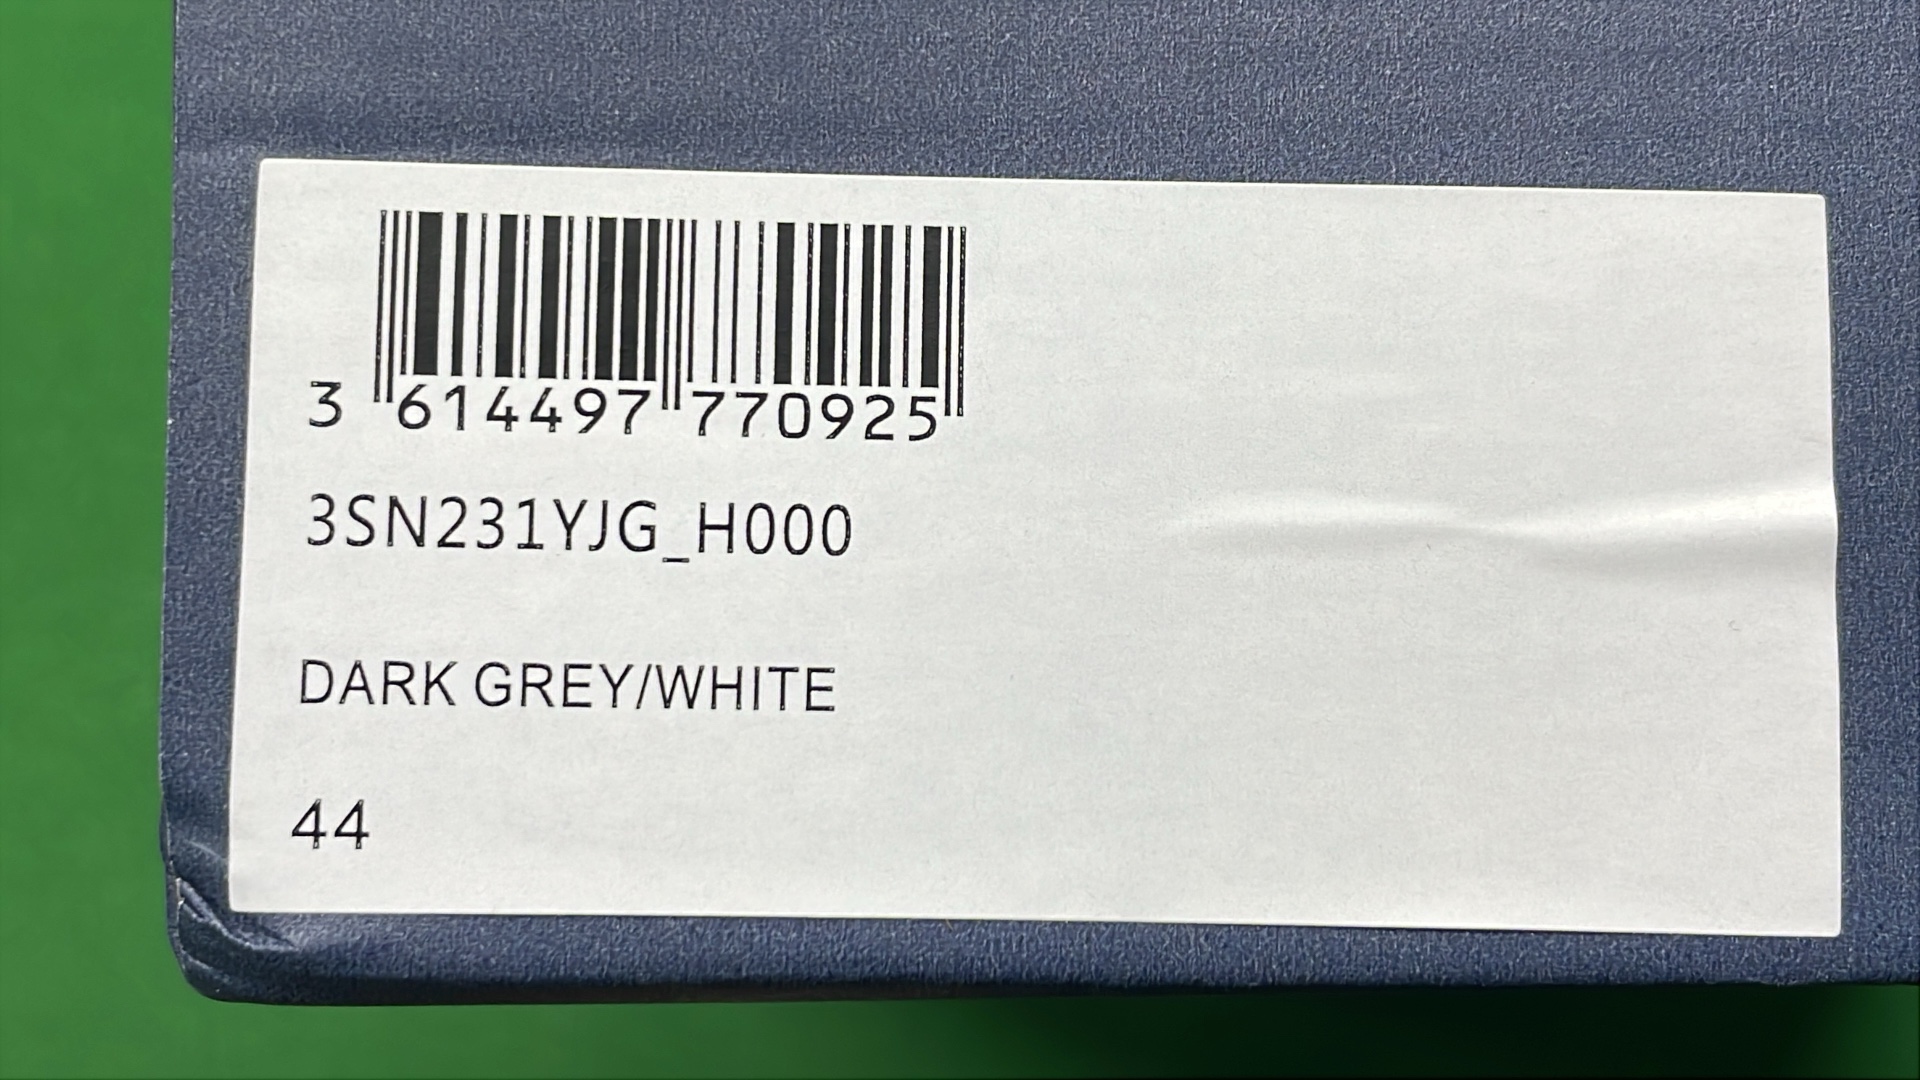 3 614497 770925
3SN231YJG_H000
DARK GREY/WHITE
44